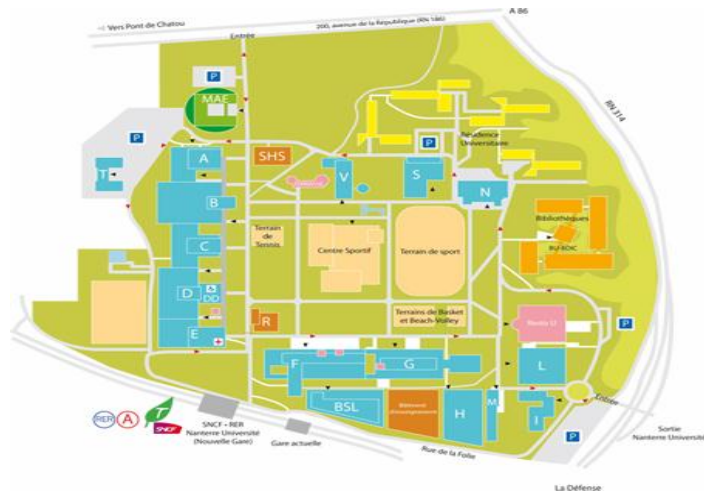 A 86
Vers Pont de Chatou
200, avenue de la République (RN 186)
Entrée
P
MAE
RN 314
P
P
Résidence
Universitaire
A
SHS
T
V
S
N
B
Bibliothèques
BU-BDIC
Terrain
de
Tennis
Centre Sportif
Terrain de sport
C
D
DD
R
Terrains de Basket
et Beach-Volley
Resto U
P
E
F
G
L
BSL
Bâtiment
d'enseignement
H
M
I
Entrée
P
RER
A
T
SNCF
SNCF - RER
Nanterre Université
(Nouvelle Gare)
Gare actuelle
Rue de la Folie
Sortie
Nanterre Université
La Défense